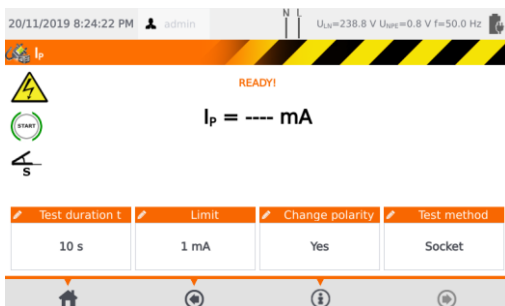 20/11/2019 8:24:22 PM admin N L ULN=238.8 V UNPE=0.8 V f=50.0 Hz
IP
READY!
IP = ---- mA
START
S
Test duration t Limit Change polarity Test method
10 s 1 mA Yes Socket